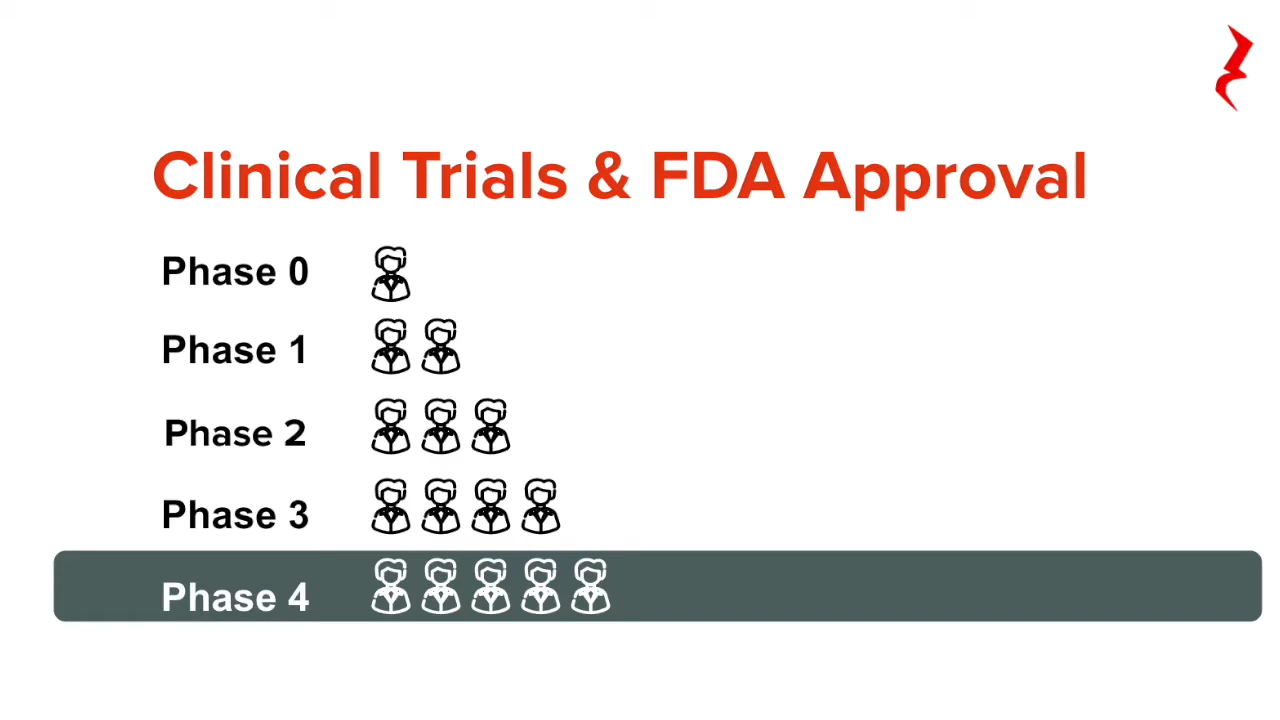 Clinical Trials & FDA Approval
Phase 0
Phase 1
Phase 2
Phase 3
Phase 4